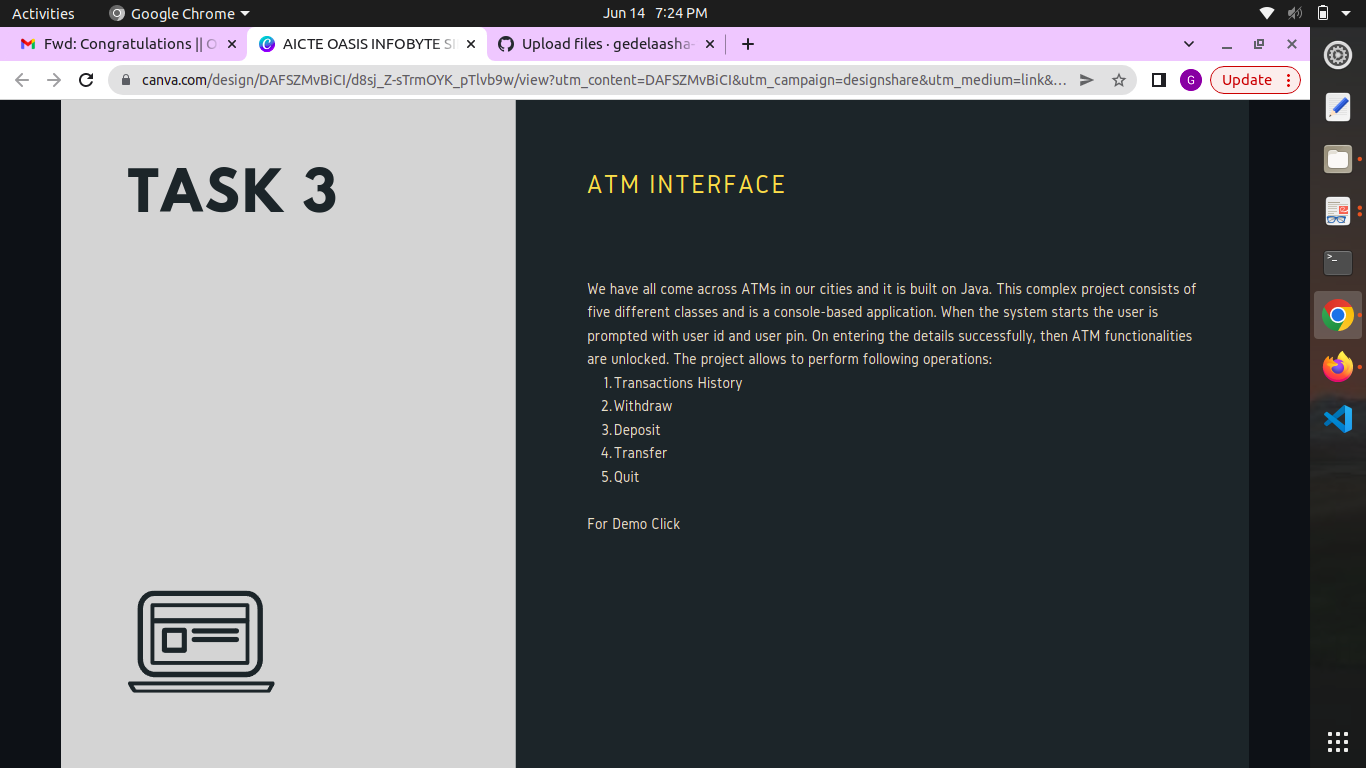 Activities
Google Chrome
Jun 14 7:24 PM
Fwd: Congratulations || O
AICTE OASIS INFOBYTE SI
Upload files · gedelaasha-
canva.com/design/DAFSZMvBiCI/d8sj_Z-sTrmOYK_pTlvb9w/view?utm_content=DAFSZMvBiCI&utm_campaign=designshare&utm_medium=link&...
G
Update
TASK 3
ATM INTERFACE
We have all come across ATMs in our cities and it is built on Java. This complex project consists of
five different classes and is a console-based application. When the system starts the user is
prompted with user id and user pin. On entering the details successfully, then ATM functionalities
are unlocked. The project allows to perform following operations:
1. Transactions History
2. Withdraw
3. Deposit
4. Transfer
5. Quit
For Demo Click